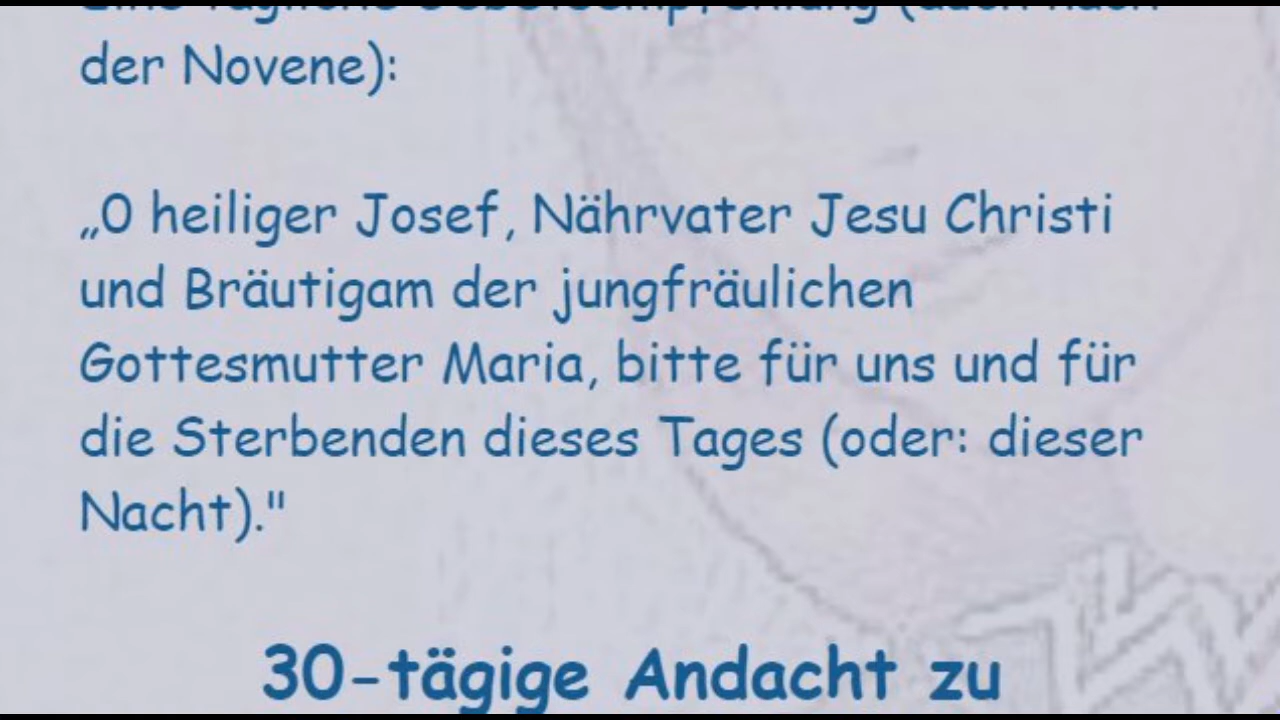 der Novene):
„O heiliger Josef, Nährvater Jesu Christi
und Bräutigam der jungfräulichen
Gottesmutter Maria, bitte für uns und für
die Sterbenden dieses Tages (oder: dieser
Nacht)."
30-tägige Andacht zu